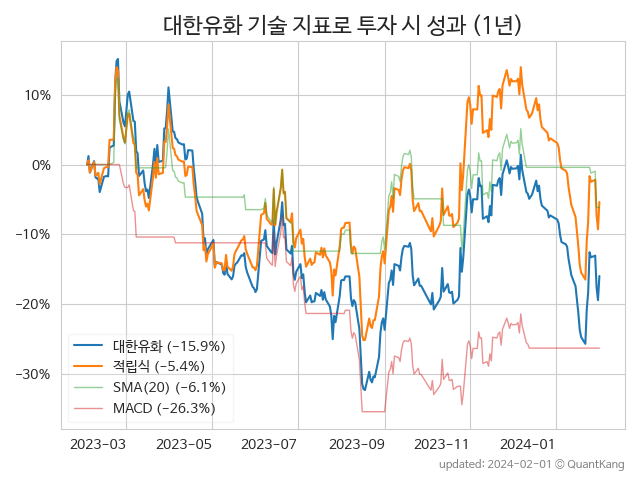 대한유화 기술 지표로 투자 시 성과 (1년)
10%
0%
−10%
−20%
−30%
대한유화 (−15.9%)
적립식 (−5.4%)
SMA(20) (−6.1%)
MACD (−26.3%)
2023-03 2023-05 2023-07 2023-09 2023-11 2024-01
updated: 2024-02-01 © QuantKang